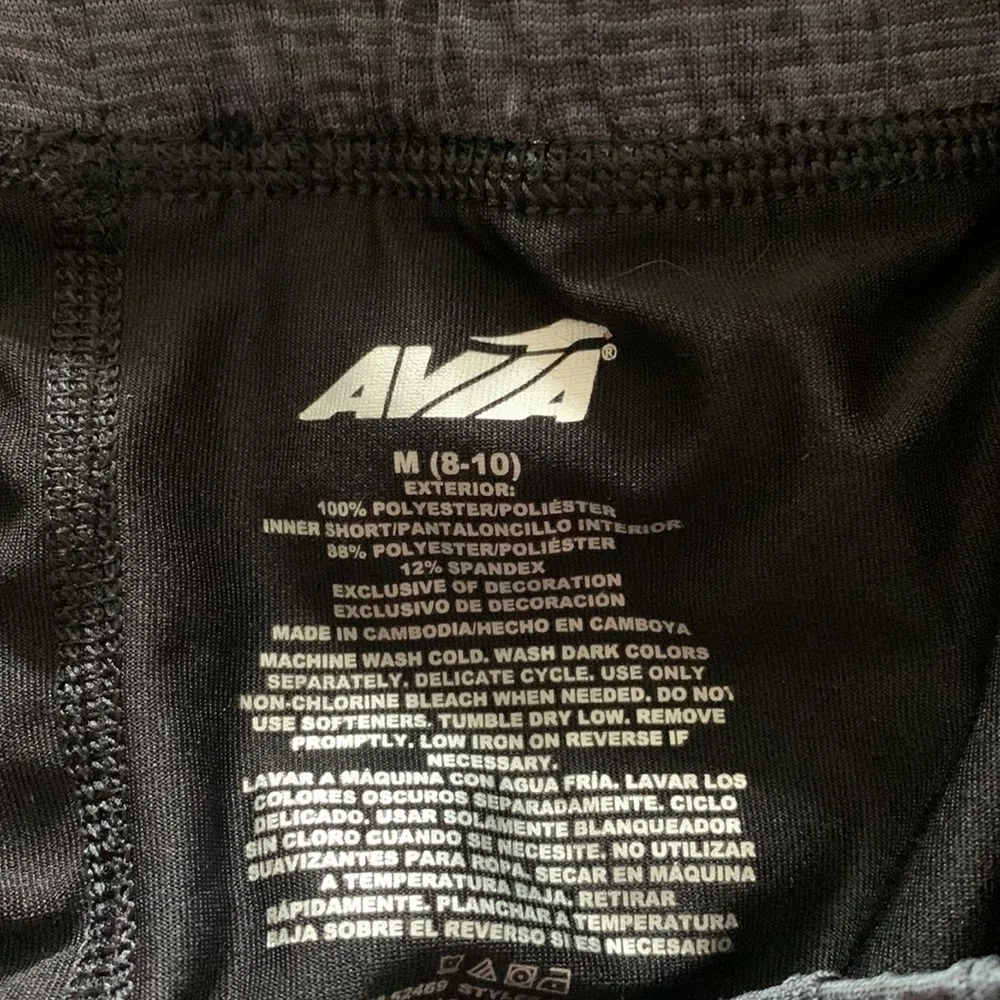 AVIA®
M (8-10)
EXTERIOR:
100% POLYESTER/POLIÉSTER
INNER SHORT/PANTALONCILLO INTERIOR
88% POLYESTER/POLIÉSTER
12% SPANDEX
EXCLUSIVE OF DECORATION
EXCLUSIVO DE DECORACIÓN
MADE IN CAMBODIA/HECHO EN CAMBOYA
MACHINE WASH COLD. WASH DARK COLORS
SEPARATELY. DELICATE CYCLE. USE ONLY
NON-CHLORINE BLEACH WHEN NEEDED. DO NOT
USE SOFTENERS. TUMBLE DRY LOW. REMOVE
PROMPTLY. LOW IRON ON REVERSE IF
NECESSARY.
LAVAR A MÁQUINA CON AGUA FRÍA. LAVAR LOS
COLORES OSCUROS SEPARADAMENTE. CICLO
DELICADO. USAR SOLAMENTE BLANQUEADOR
SIN CLORO CUANDO SE NECESITE. NO UTILIZAR
SUAVIZANTES PARA ROPA. SECAR EN MÁQUINA
A TEMPERATURA BAJA. RETIRAR
RÁPIDAMENTE. PLANCHAR A TEMPERATURA
BAJA SOBRE EL REVERSO SI ES NECESARIO
52469